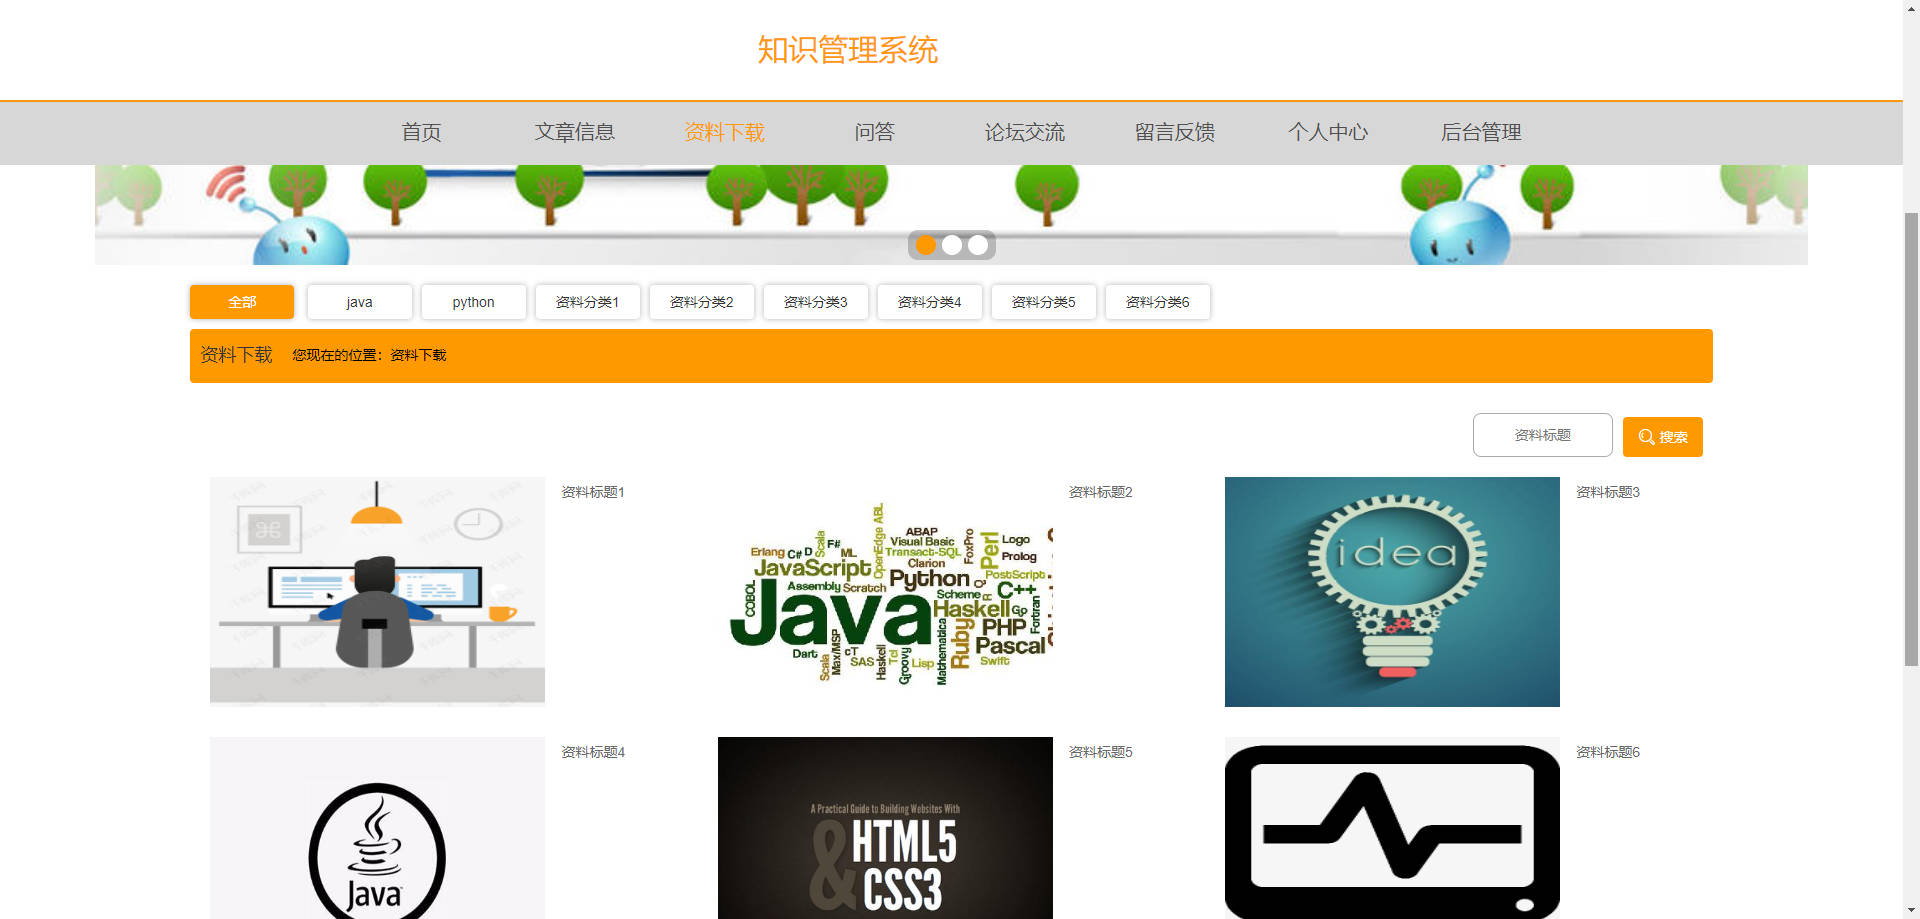 知识管理系统
首页 文章信息 资料下载 问答 论坛交流 留言反馈 个人中心 后台管理
全部 java python 资料分类1 资料分类2 资料分类3 资料分类4 资料分类5 资料分类6
资料下载 您现在的位置：资料下载
资料标题 搜索
资料标题1
ABAP
Visual Basic
OpenEdge ABL
FoxPro
Perl
Logo
Erlang C# D Scala F# ML
Transact-SQL
Prolog
JavaScript
Clarion
Python
PostScript
COBOL
Assembly
Scratch
Scheme
Q
R
C++
Java
Haskell
Gp
Fortran
Ruby
PHP
Pascal
Dart
Scala
Max/MSP
cT
SAS
Haskell
Tcl
Groovy
Lisp
Mathematica
Swift
资料标题2
idea
资料标题3
Java
资料标题4
A Practical Guide to Building Websites With
HTML5
&
CSS3
资料标题5
资料标题6